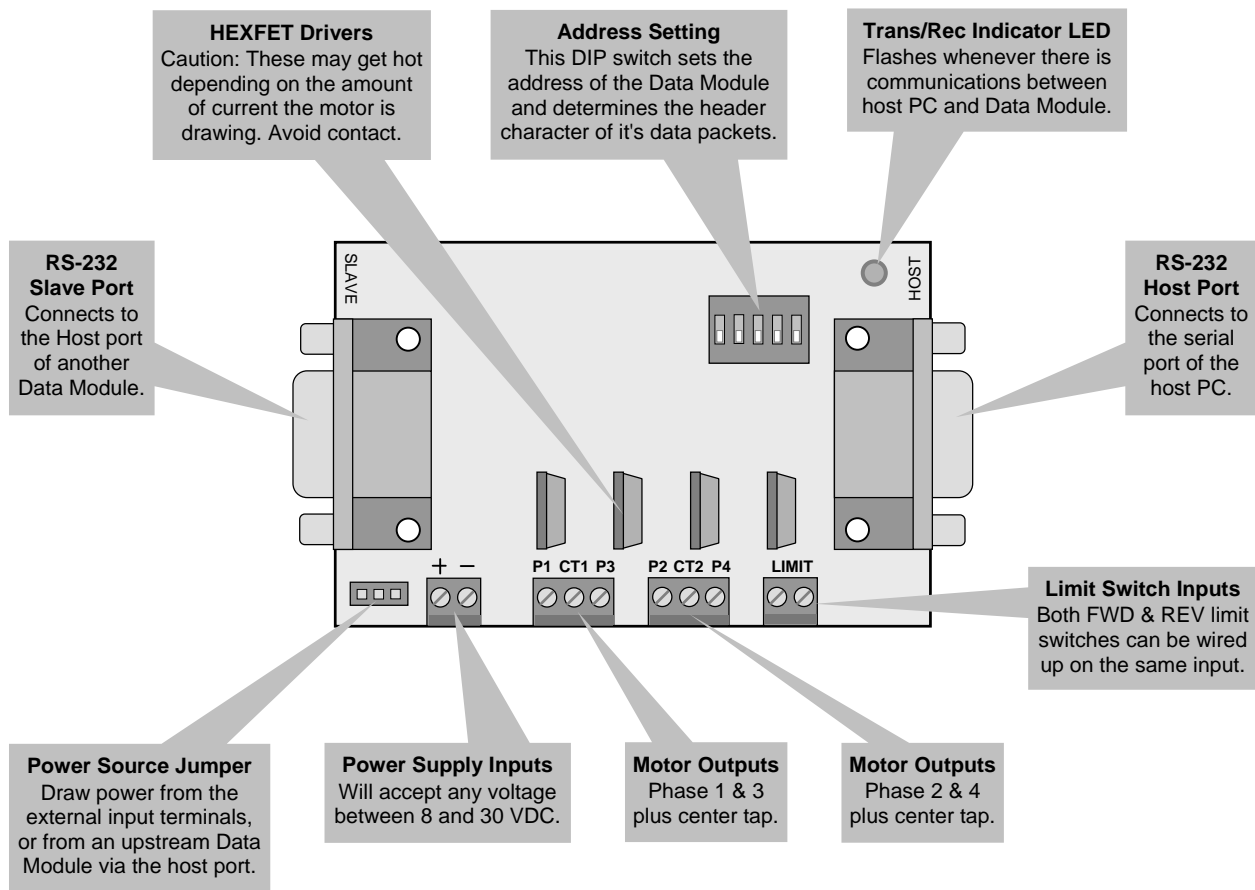 HEXFET Drivers
Caution: These may get hot
depending on the amount
of current the motor is
drawing. Avoid contact.
Address Setting
This DIP switch sets the
address of the Data Module
and determines the header
character of it's data packets.
Trans/Rec Indicator LED
Flashes whenever there is
communications between
host PC and Data Module.
RS-232
Slave Port
Connects to
the Host port
of another
Data Module.
SLAVE
HOST
RS-232
Host Port
Connects to
the serial
port of the
host PC.
+ −
P1 CT1 P3
P2 CT2 P4
LIMIT
Limit Switch Inputs
Both FWD & REV limit
switches can be wired
up on the same input.
Power Source Jumper
Draw power from the
external input terminals,
or from an upstream Data
Module via the host port.
Power Supply Inputs
Will accept any voltage
between 8 and 30 VDC.
Motor Outputs
Phase 1 & 3
plus center tap.
Motor Outputs
Phase 2 & 4
plus center tap.